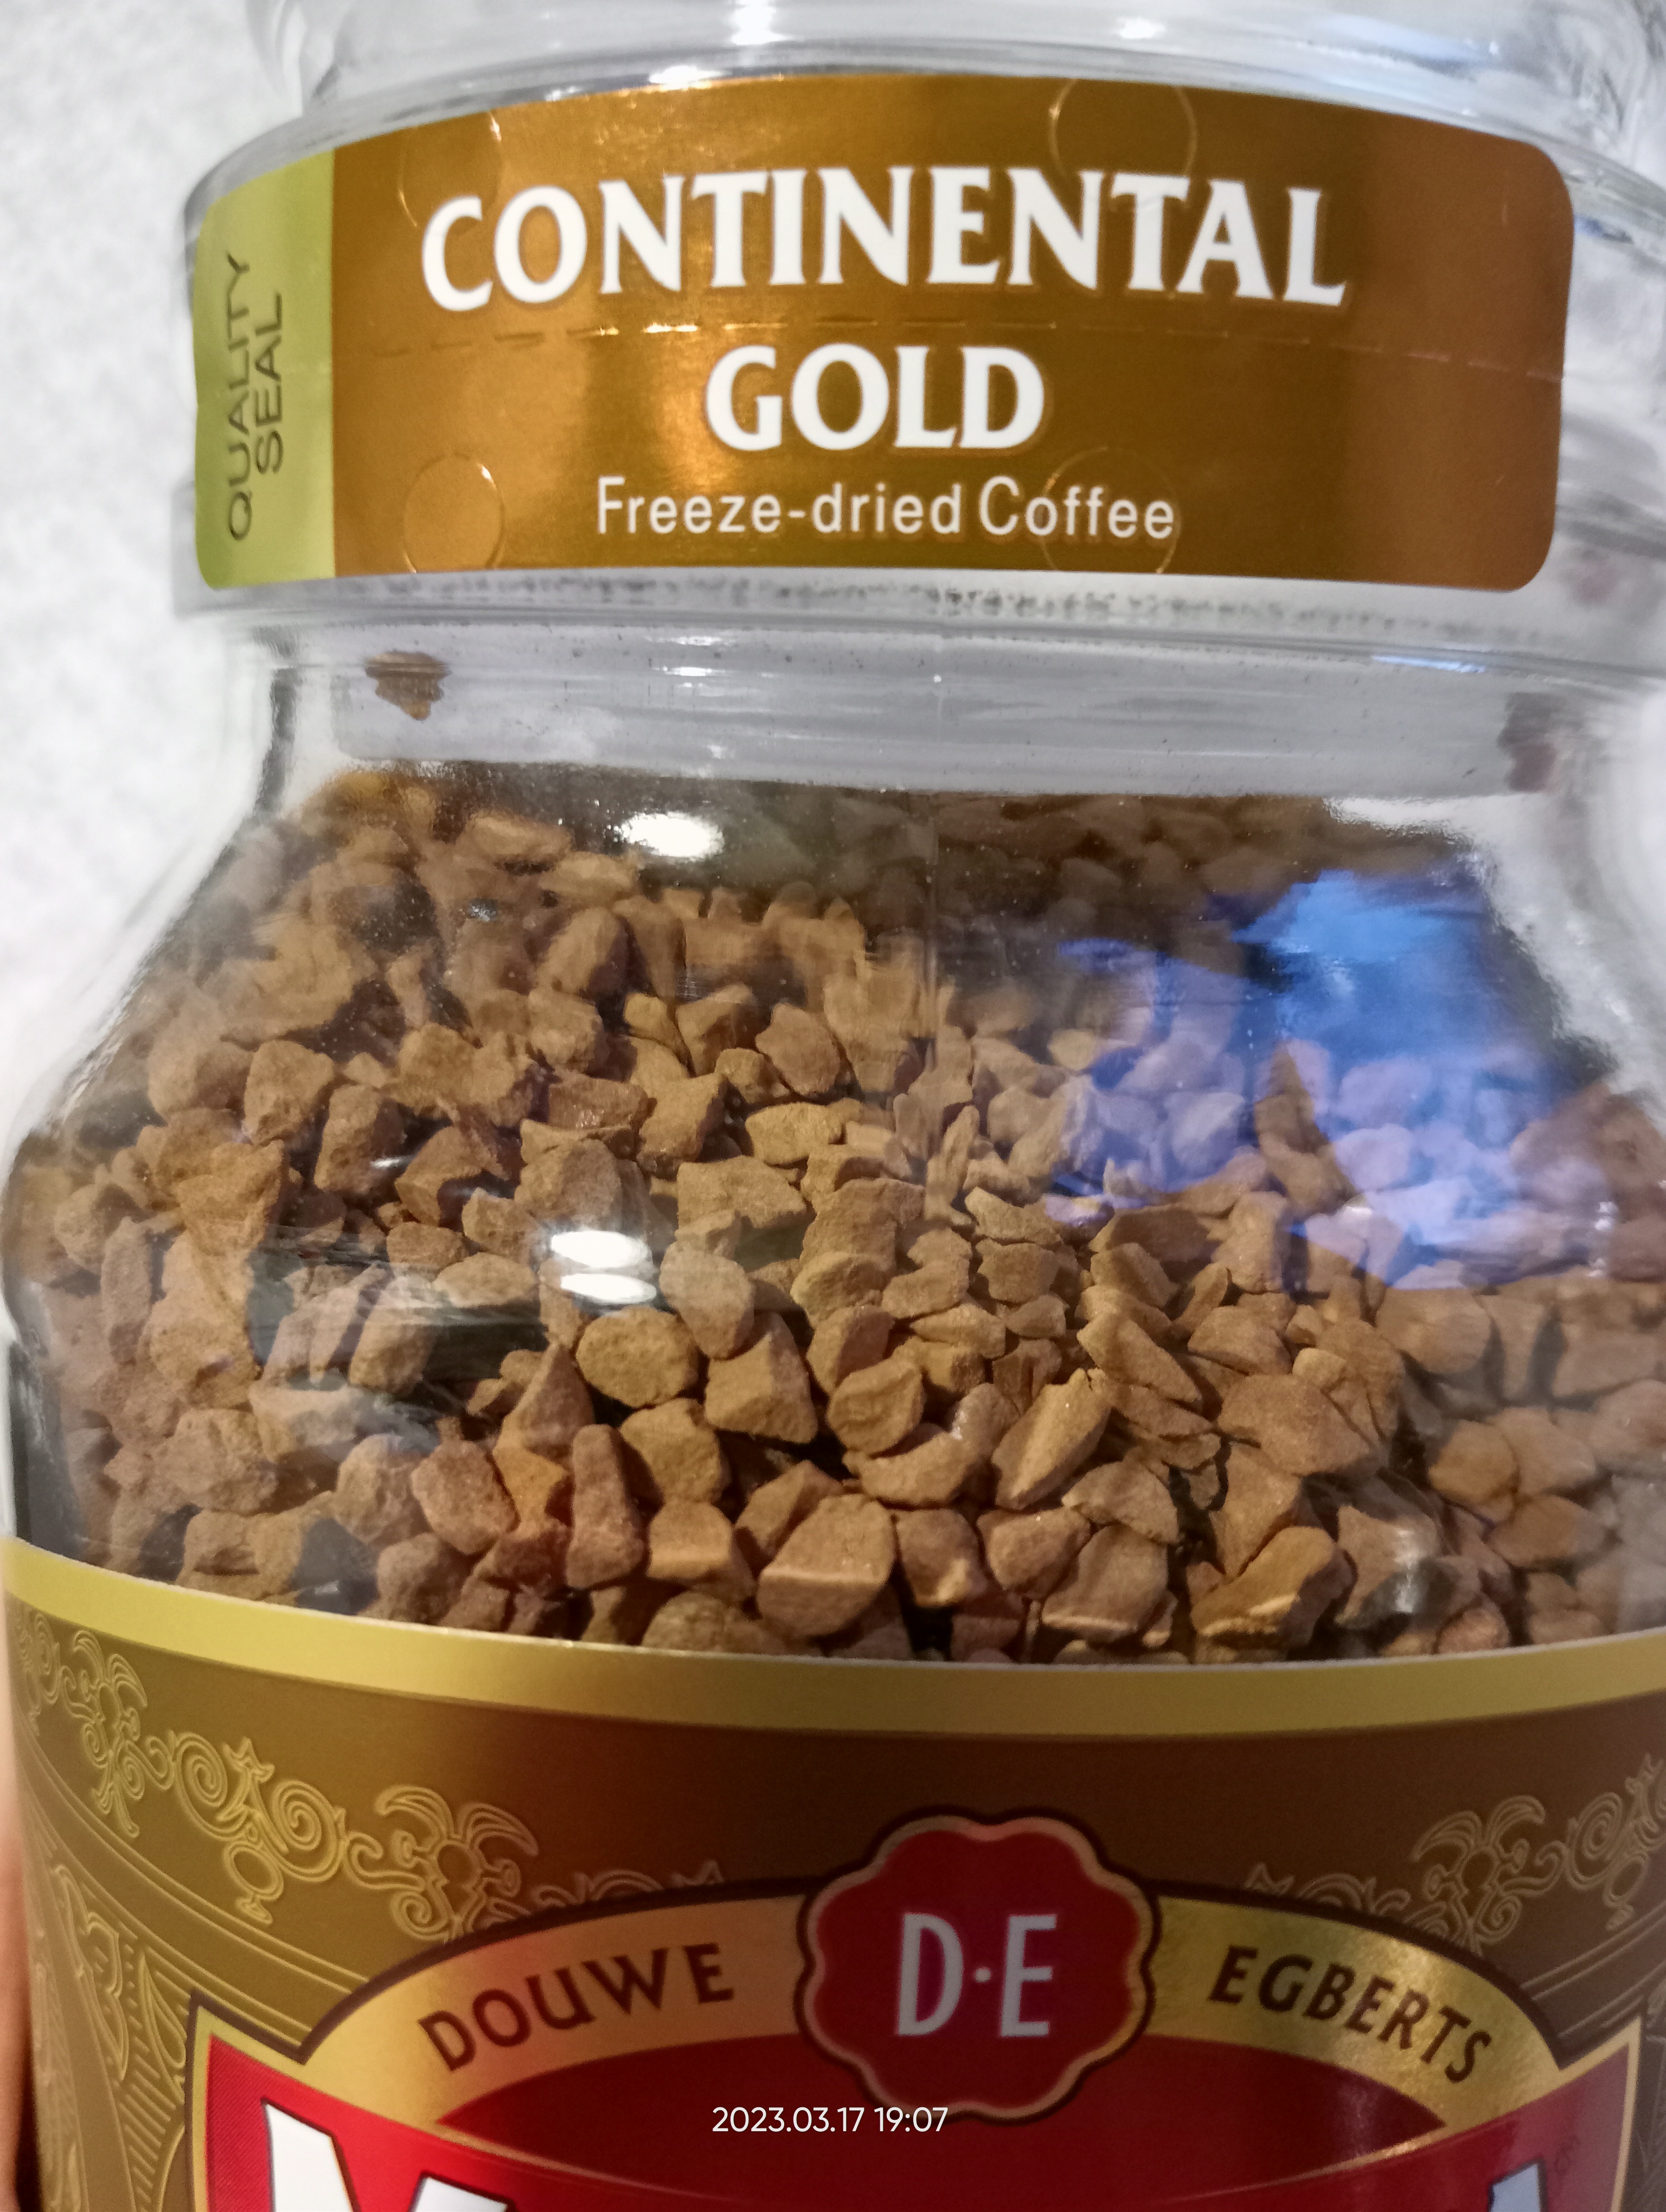 QUALITY
SEAL
CONTINENTAL
GOLD
Freeze-dried Coffee
DOUWE
D·E
EGBERTS
2023.03.17 19:07